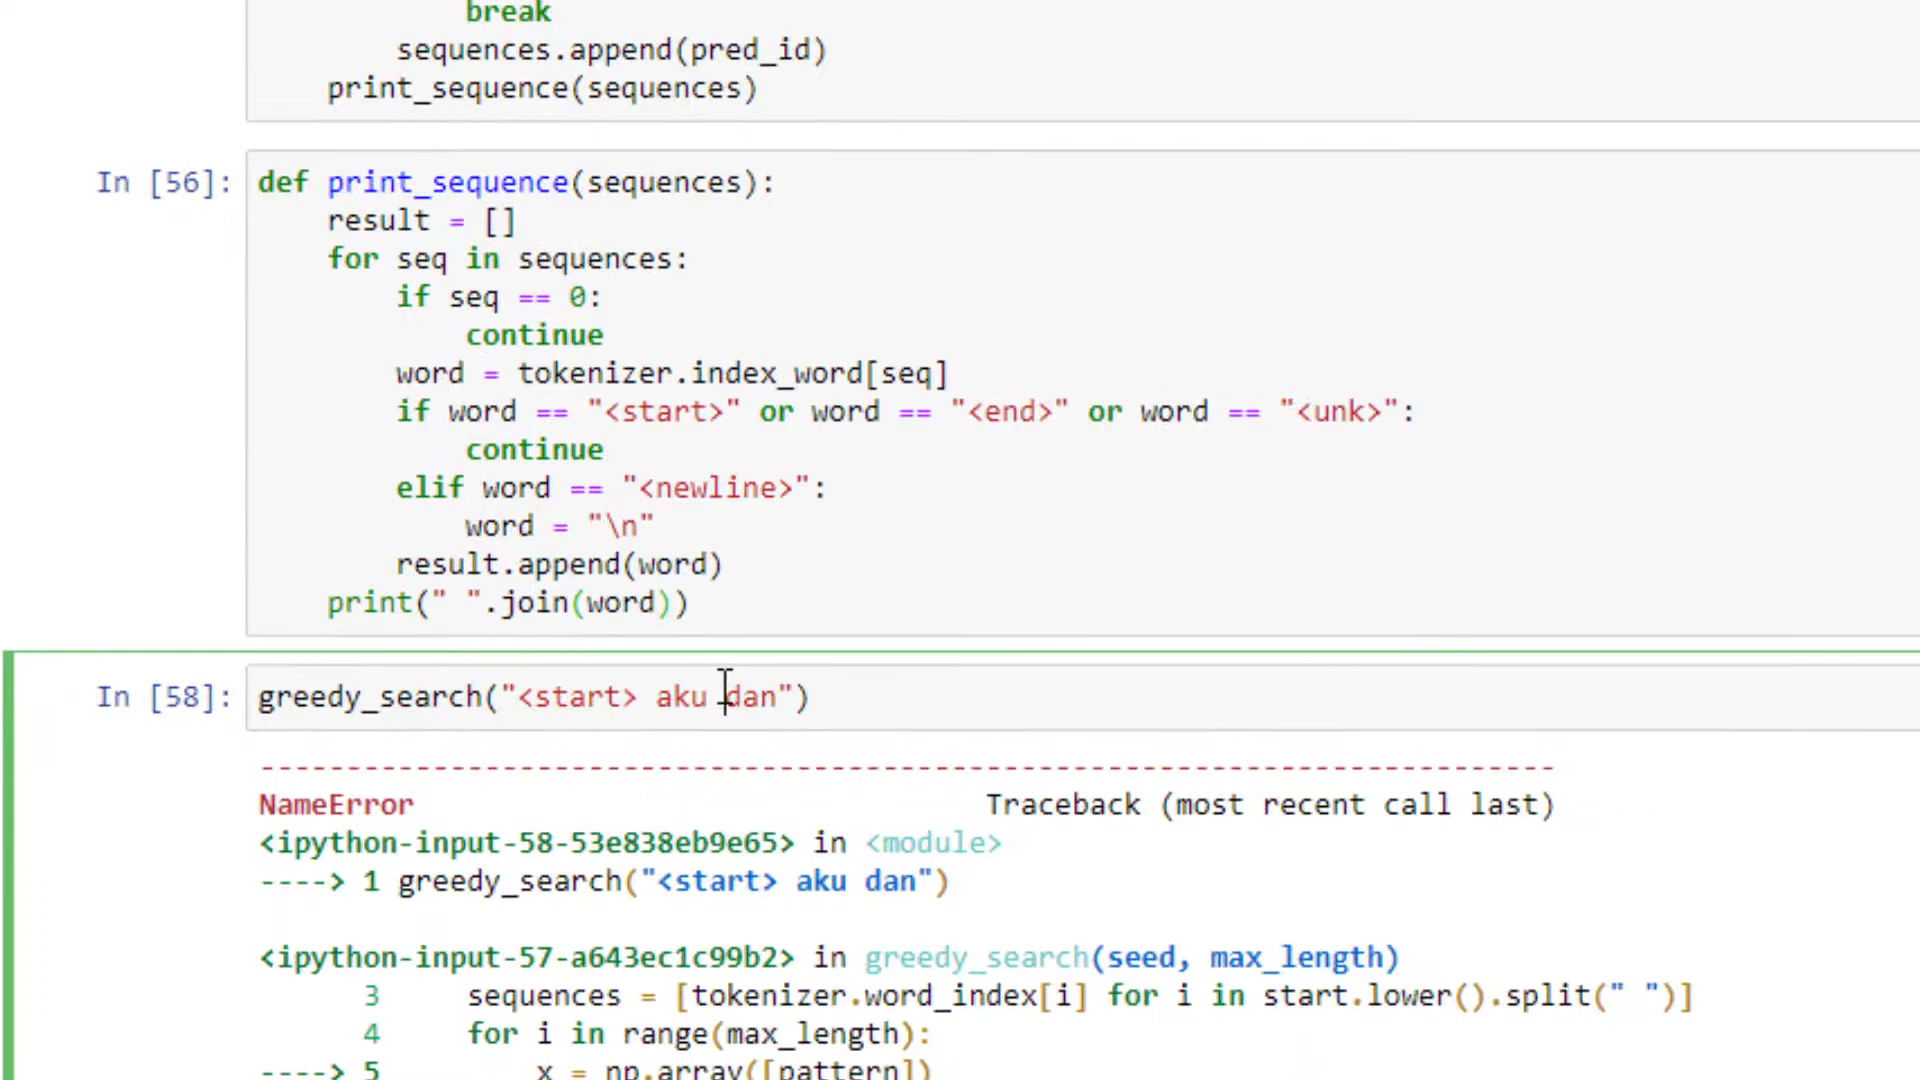 break
        sequences.append(pred_id)
    print_sequence(sequences)
In [56]: def print_sequence(sequences):
    result = []
    for seq in sequences:
        if seq == 0:
            continue
        word = tokenizer.index_word[seq]
        if word == "<start>" or word == "<end>" or word == "<unk>":
            continue
        elif word == "<newline>":
            word = "\n"
        result.append(word)
    print(" ".join(word))
In [58]: greedy_search("<start> aku dan")
---------------------------------------------------------------------------
NameError                                 Traceback (most recent call last)
<ipython-input-58-53e838eb9e65> in <module>
----> 1 greedy_search("<start> aku dan")
<ipython-input-57-a643ec1c99b2> in greedy_search(seed, max_length)
      3     sequences = [tokenizer.word_index[i] for i in start.lower().split(" ")]
      4     for i in range(max_length):
----> 5         x = np.array([pattern])